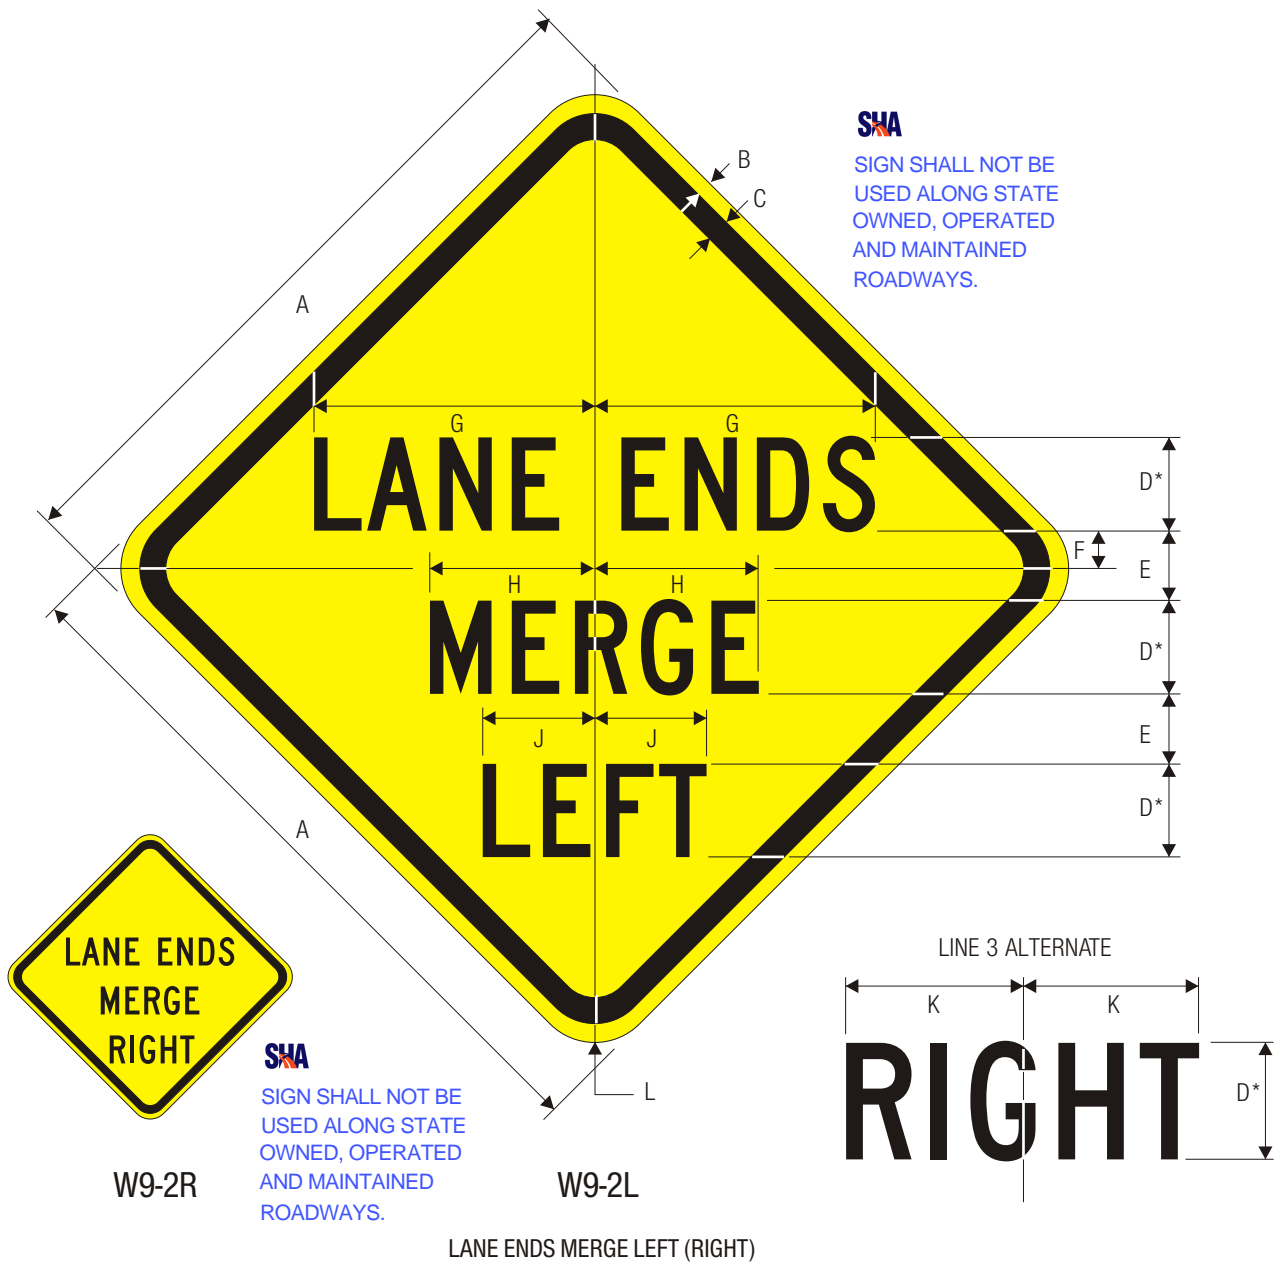 SHA
SIGN SHALL NOT BE
USED ALONG STATE
OWNED, OPERATED
AND MAINTAINED
ROADWAYS.
B
C
A
G G
LANE ENDS
D*
F
E
H H
MERGE
D*
E
J J
LEFT
D*
A
L
LANE ENDS
MERGE
RIGHT
SHA
SIGN SHALL NOT BE
USED ALONG STATE
OWNED, OPERATED
AND MAINTAINED
ROADWAYS.
LINE 3 ALTERNATE
K K
RIGHT
D*
W9-2R
W9-2L
LANE ENDS MERGE LEFT (RIGHT)